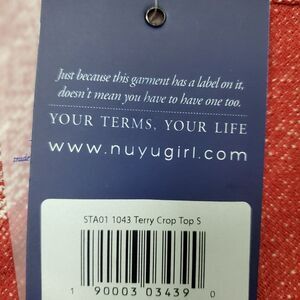 Just because this garment has a label on it,
doesn't mean you have to have one too.
YOUR TERMS, YOUR LIFE
www.nuyugirl.com
trade
STA01 1043 Terry Crop Top S
1 90003 03439 0